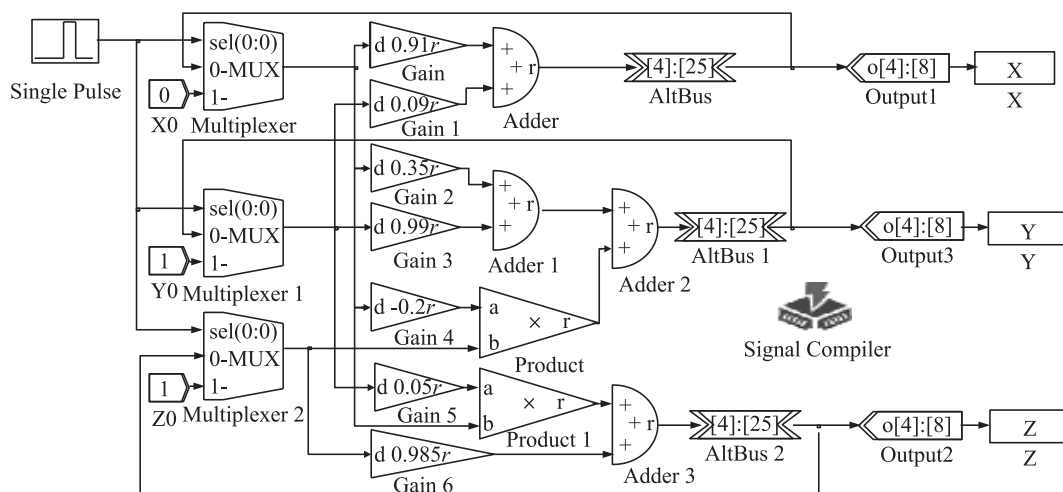 Single Pulse
sel(0:0)
0-MUX
1-
0
X0
Multiplexer
d 0.91r
Gain
d 0.09r
Gain 1
+
+ r
+
Adder
[4]:[25]
AltBus
o[4]:[8]
Output1
X
X
sel(0:0)
0-MUX
1-
1
Y0
Multiplexer 1
d 0.35r
Gain 2
d 0.99r
Gain 3
+
+ r
+
Adder 1
+
+ r
+
Adder 2
[4]:[25]
AltBus 1
o[4]:[8]
Output3
Y
Y
sel(0:0)
0-MUX
1-
1
Z0
Multiplexer 2
d -0.2r
Gain 4
a
× r
b
Product
Signal Compiler
d 0.05r
Gain 5
a
× r
b
Product 1
d 0.985r
Gain 6
+
+ r
+
Adder 3
[4]:[25]
AltBus 2
o[4]:[8]
Output2
Z
Z